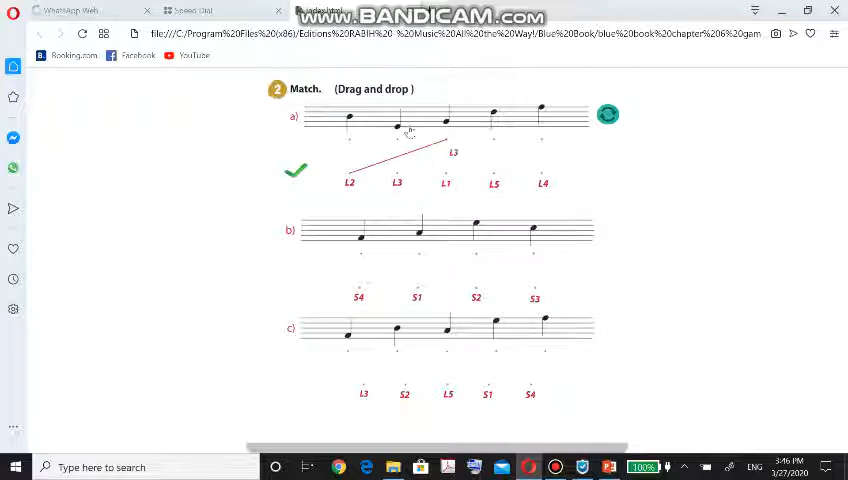 WhatsApp Web
Speed Dial
index.html
WWW.BANDICAM.COM
file:///C:/Program%20Files%20(x86)/Editions%20RABIH%20-%20Music%20All%20the%20Way!/Blue%20Book/blue%20book%20chapter%206%20gam
B. Booking.com
Facebook
YouTube
2 Match. (Drag and drop )
a)
L3
L2 L3 L1 L5 L4
b)
S4 S1 S2 S3
c)
L3 S2 L5 S1 S4
Type here to search
100%
ENG
3:46 PM
3/27/2020